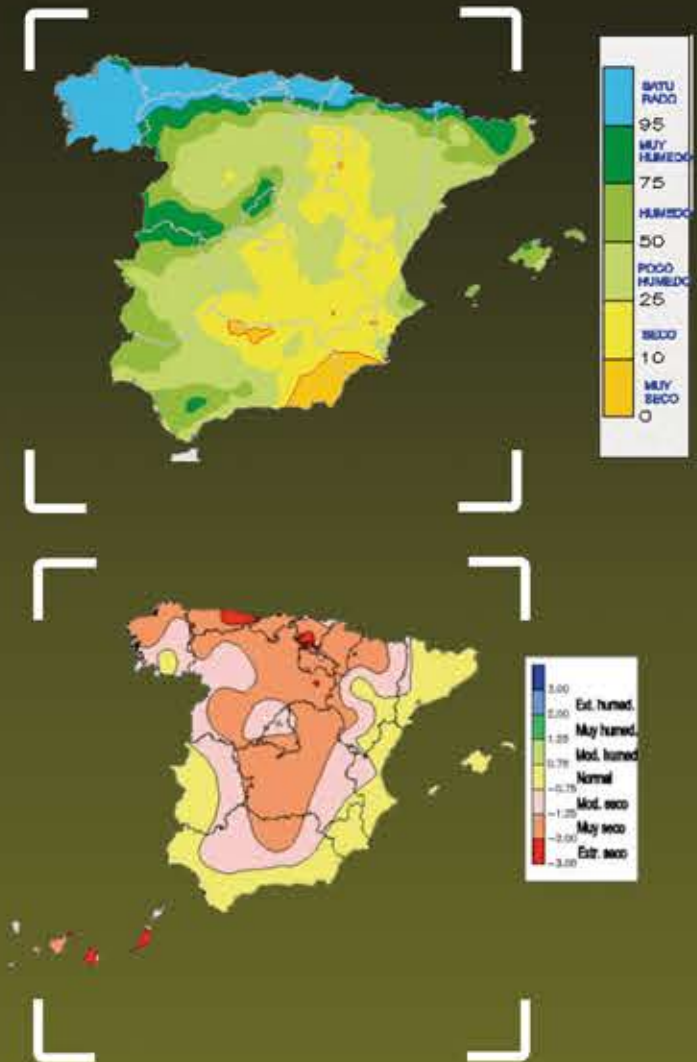 SATU
RADO
95
MUY
HUMEDO
75
HUMEDO
50
POCO
HUMEDO
25
SECO
10
MUY
SECO
0
3.00
Ext. humed.
2.00
Muy humed.
1.25
Mod. humed
0.75
Normal
-0.75
Mod. seco
-1.25
Muy seco
-2.00
Extr. seco
-3.00